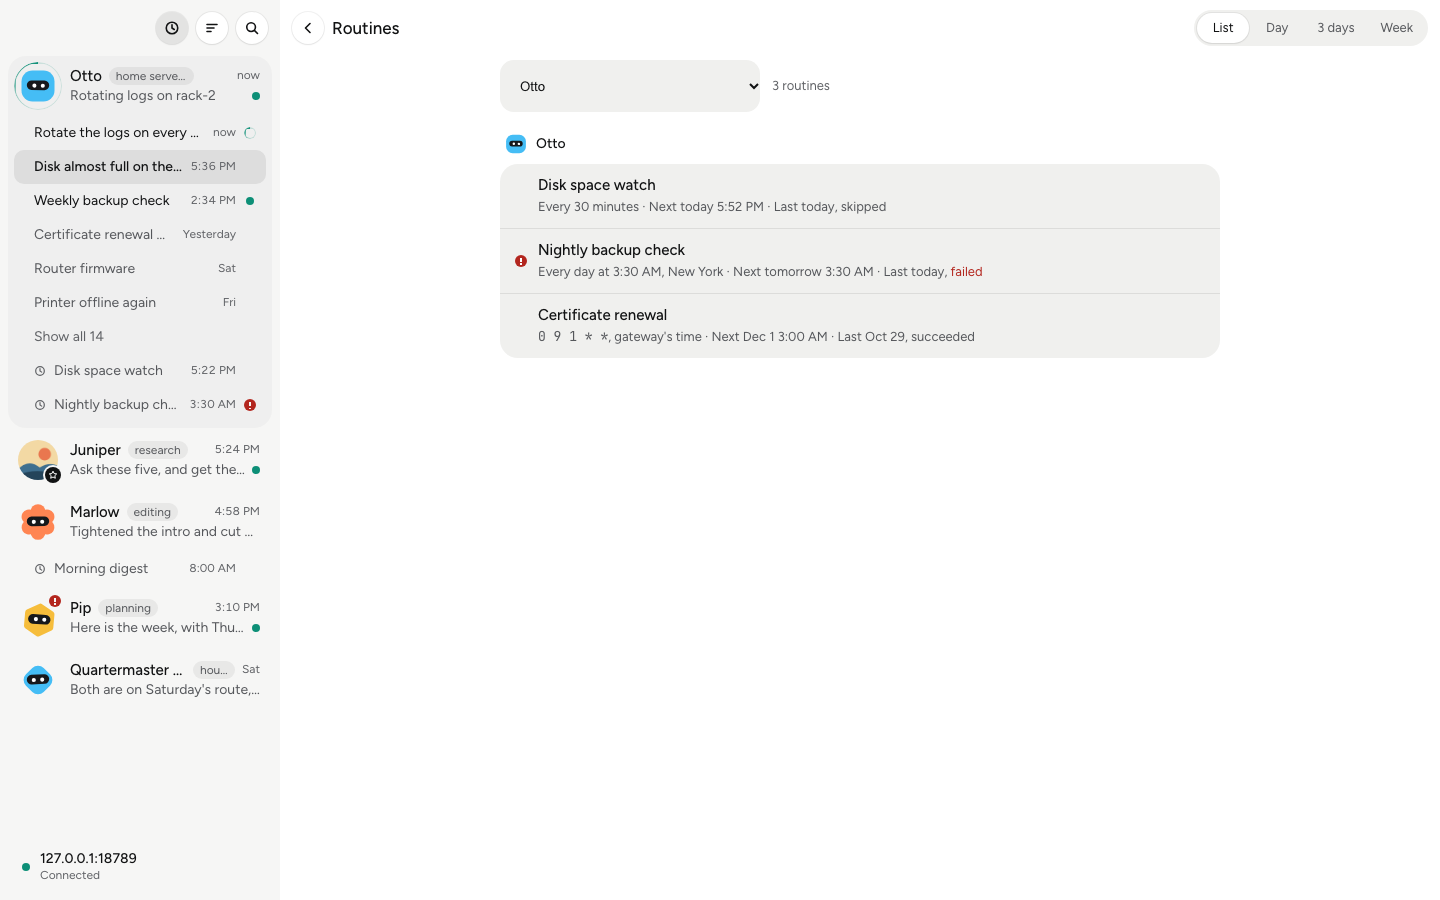 Otto home serve... now
Rotating logs on rack-2
Rotate the logs on every ... now
Disk almost full on the... 5:36 PM
Weekly backup check 2:34 PM
Certificate renewal ... Yesterday
Router firmware Sat
Printer offline again Fri
Show all 14
Disk space watch 5:22 PM
Nightly backup ch... 3:30 AM
Juniper research 5:24 PM
Ask these five, and get the...
Marlow editing 4:58 PM
Tightened the intro and cut ...
Morning digest 8:00 AM
Pip planning 3:10 PM
Here is the week, with Thu...
Quartermaster ... hou... Sat
Both are on Saturday's route,...
127.0.0.1:18789
Connected
Routines
List Day 3 days Week
Otto 3 routines
Otto
Disk space watch
Every 30 minutes · Next today 5:52 PM · Last today, skipped
Nightly backup check
Every day at 3:30 AM, New York · Next tomorrow 3:30 AM · Last today, failed
Certificate renewal
0 9 1 * *, gateway's time · Next Dec 1 3:00 AM · Last Oct 29, succeeded